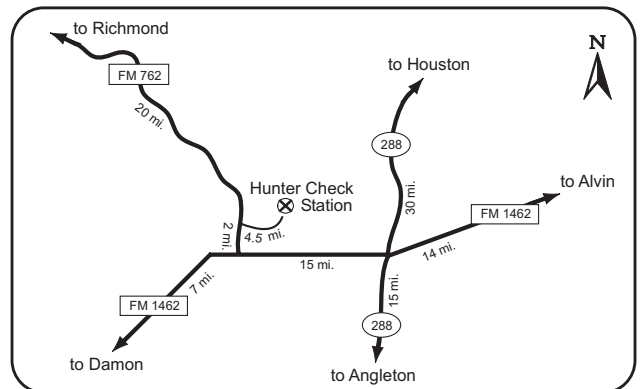 to Richmond
FM 762
20 mi.
to Houston
N
288
30 mi.
to Alvin
FM 1462
14 mi.
Hunter Check
Station
2 mi.
4.5 mi.
15 mi.
7 mi.
FM 1462
to Damon
15 mi.
288
to Angleton